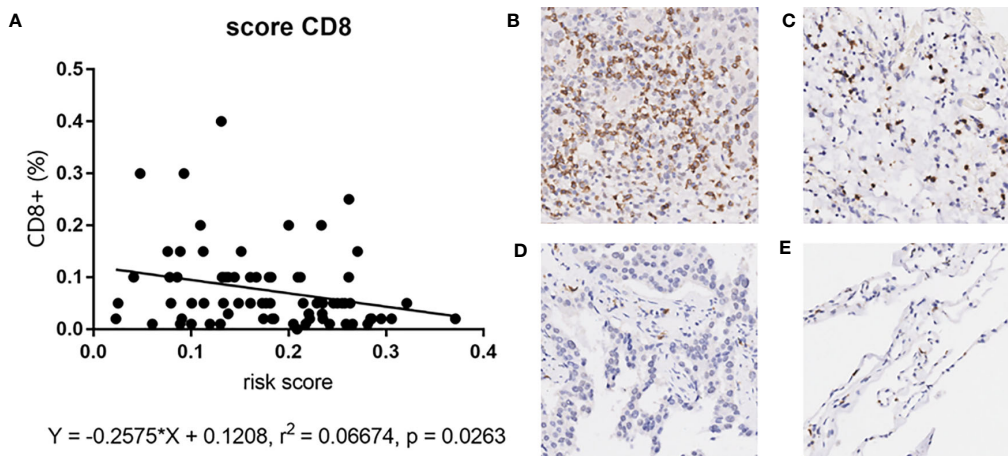 A
score CD8
0.5
0.4
0.3
0.2
0.1
0.0
CD8+ (%)
0.0 0.1 0.2 0.3 0.4
risk score
Y = -0.2575*X + 0.1208, r² = 0.06674, p = 0.0263
B
C
D
E